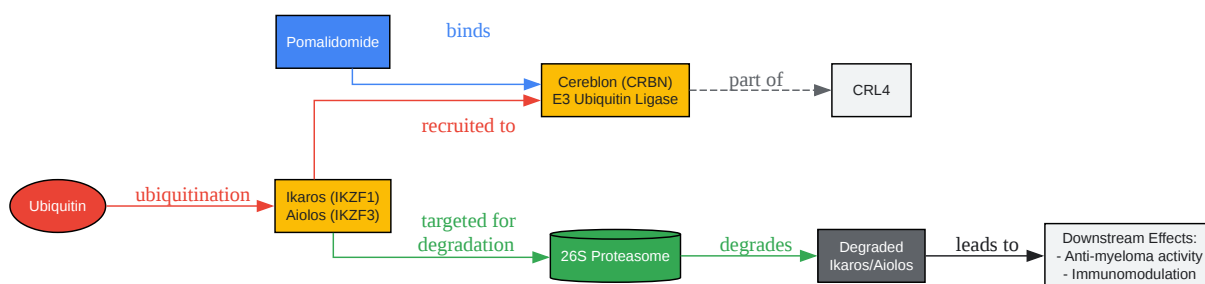 Pomalidomide
binds
Cereblon (CRBN)
E3 Ubiquitin Ligase
part of
CRL4
recruited to
Ubiquitin
ubiquitination
Ikaros (IKZF1)
Aiolos (IKZF3)
targeted for
degradation
26S Proteasome
degrades
Degraded
Ikaros/Aiolos
leads to
Downstream Effects:
- Anti-myeloma activity
- Immunomodulation